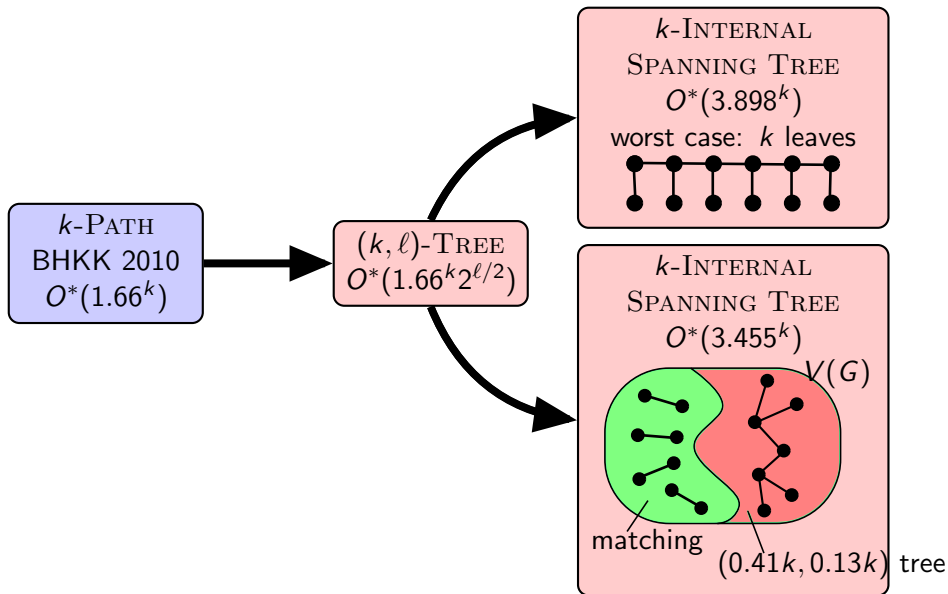 k-PATH
BHKK 2010
O*(1.66^k)
(k, ℓ)-TREE
O*(1.66^k 2^{ℓ/2})
k-INTERNAL
SPANNING TREE
O*(3.898^k)
worst case: k leaves
k-INTERNAL
SPANNING TREE
O*(3.455^k)
V(G)
matching
(0.41k, 0.13k) tree